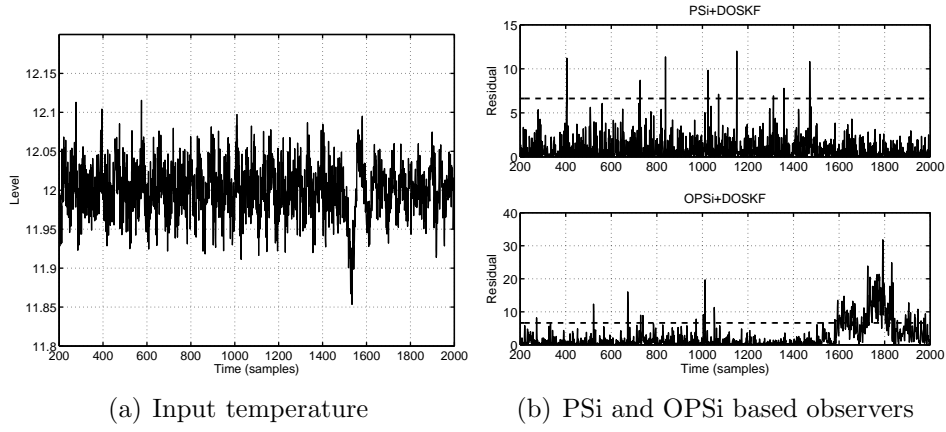 12.15
12.1
12.05
12
11.95
11.9
11.85
11.8
Level
200 400 600 800 1000 1200 1400 1600 1800 2000
Time (samples)
(a) Input temperature
PSi+DOSKF
15
10
5
0
Residual
200 400 600 800 1000 1200 1400 1600 1800 2000
OPSi+DOSKF
40
30
20
10
0
Residual
200 400 600 800 1000 1200 1400 1600 1800 2000
Time (samples)
(b) PSi and OPSi based observers